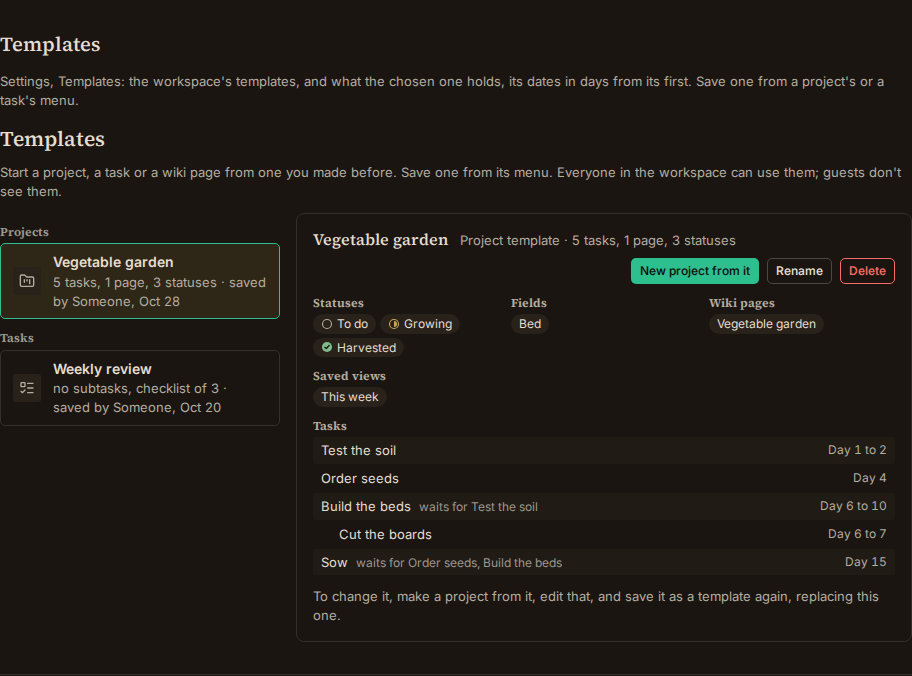 Templates
Settings, Templates: the workspace's templates, and what the chosen one holds, its dates in days from its first. Save one from a project's or a
task's menu.
Templates
Start a project, a task or a wiki page from one you made before. Save one from its menu. Everyone in the workspace can use them; guests don't
see them.
Projects
Vegetable garden
5 tasks, 1 page, 3 statuses · saved
by Someone, Oct 28
Tasks
Weekly review
no subtasks, checklist of 3 ·
saved by Someone, Oct 20
Vegetable garden Project template · 5 tasks, 1 page, 3 statuses
New project from it Rename Delete
Statuses Fields Wiki pages
To do Growing Bed Vegetable garden
Harvested
Saved views
This week
Tasks
Test the soil Day 1 to 2
Order seeds Day 4
Build the beds waits for Test the soil Day 6 to 10
Cut the boards Day 6 to 7
Sow waits for Order seeds, Build the beds Day 15
To change it, make a project from it, edit that, and save it as a template again, replacing this
one.